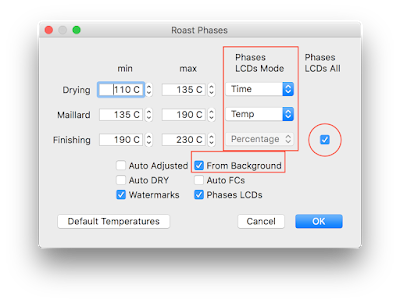 Roast Phases
min max Phases LCDs Mode Phases LCDs All
Drying 110 C 135 C Time
Maillard 135 C 190 C Temp
Finishing 190 C 230 C Percentage
Auto Adjusted From Background
Auto DRY Auto FCs
Watermarks Phases LCDs
Default Temperatures Cancel OK